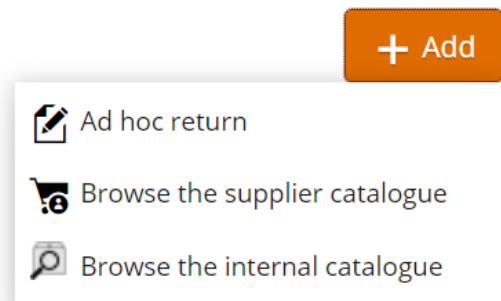 + Add
Ad hoc return
Browse the supplier catalogue
Browse the internal catalogue